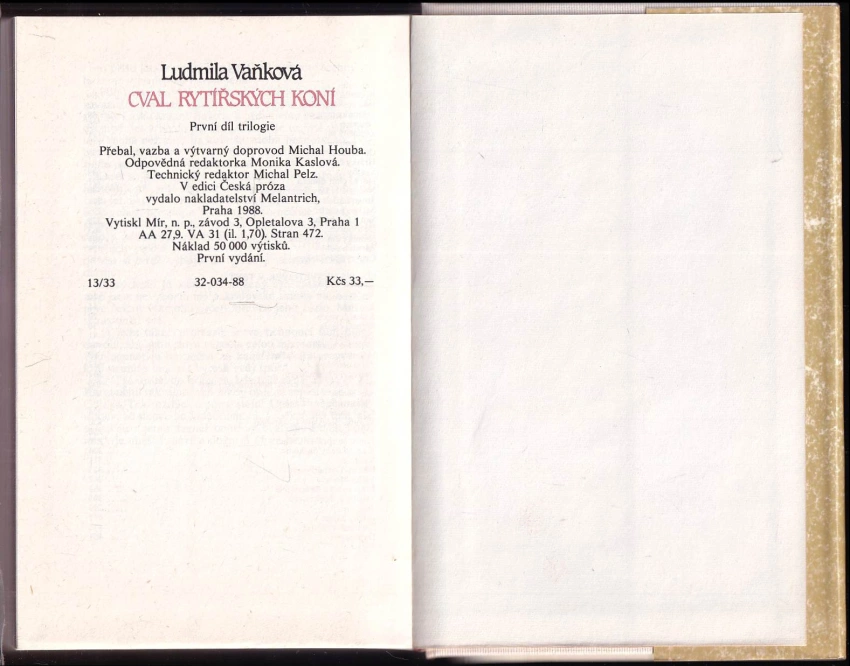 Ludmila Vaňková
CVAL RYTÍŘSKÝCH KONÍ
První díl trilogie
Přebal, vazba a výtvarný doprovod Michal Houba.
Odpovědná redaktorka Monika Kaslová.
Technický redaktor Michal Pelz.
V edici Česká próza
vydalo nakladatelství Melantrich,
Praha 1988.
Vytiskl Mír, n. p., závod 3, Opletalova 3, Praha 1
AA 27,9. VA 31 (il. 1,70). Stran 472.
Náklad 50 000 výtisků.
První vydání.
13/33 32-034-88 Kčs 33,—